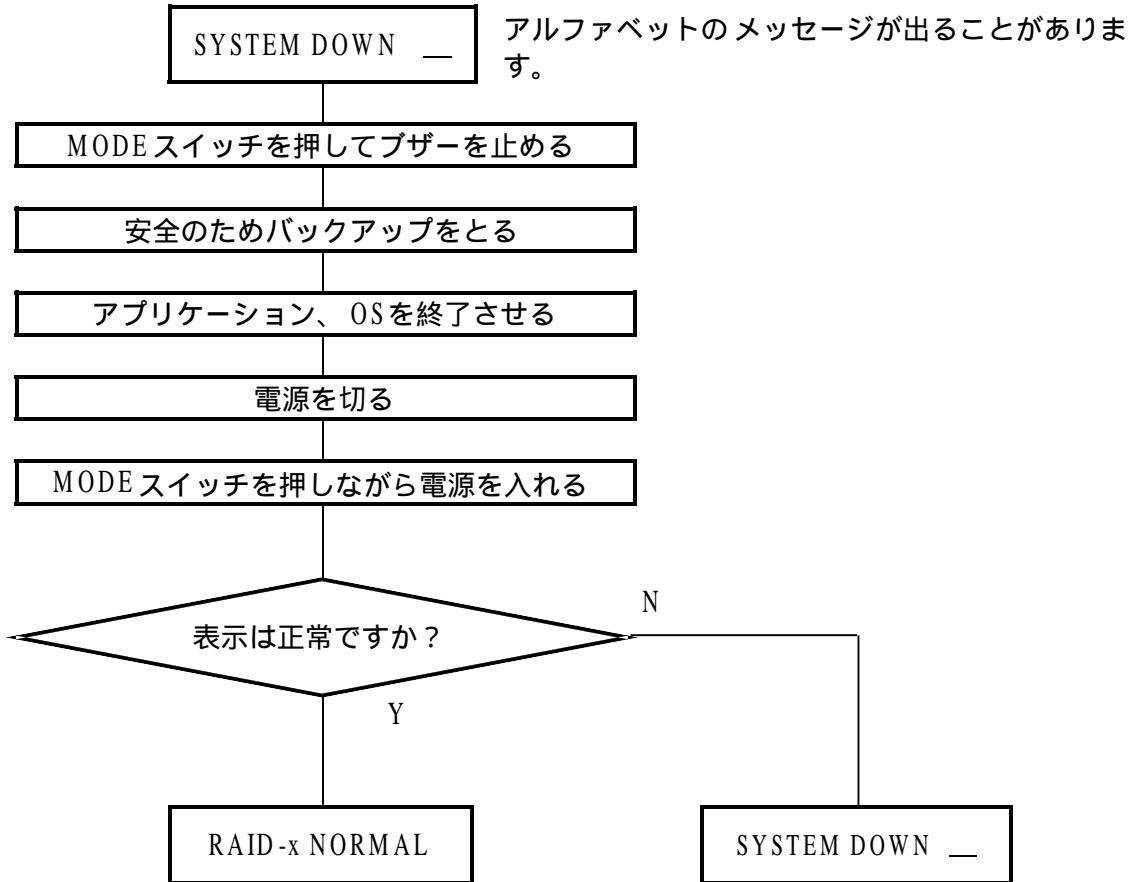 SYSTEM DOWN __
アルファベットのメッセージが出ることがありま
す。
MODEスイッチを押してブザーを止める
安全のためバックアップをとる
アプリケーション、OSを終了させる
電源を切る
MODEスイッチを押しながら電源を入れる
表示は正常ですか？
N
Y
RAID-x NORMAL
SYSTEM DOWN __